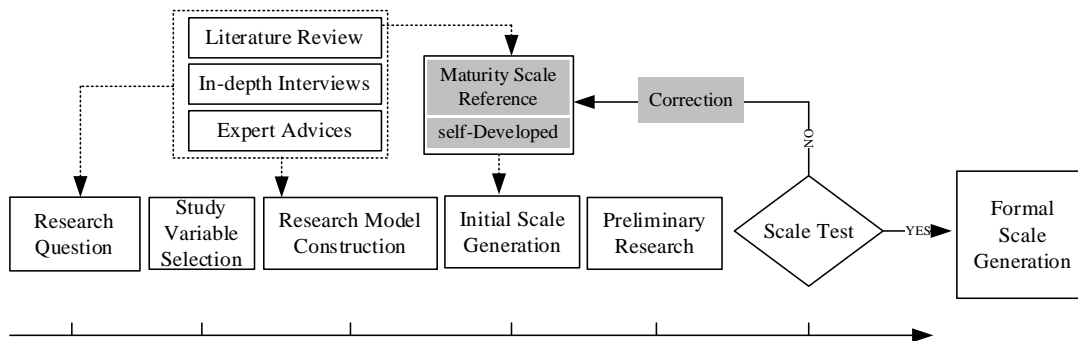 Literature Review
In-depth Interviews
Expert Advices
Maturity Scale
Reference
self-Developed
Correction
NO
Research
Question
Study
Variable
Selection
Research Model
Construction
Initial Scale
Generation
Preliminary
Research
Scale Test
YES
Formal
Scale
Generation